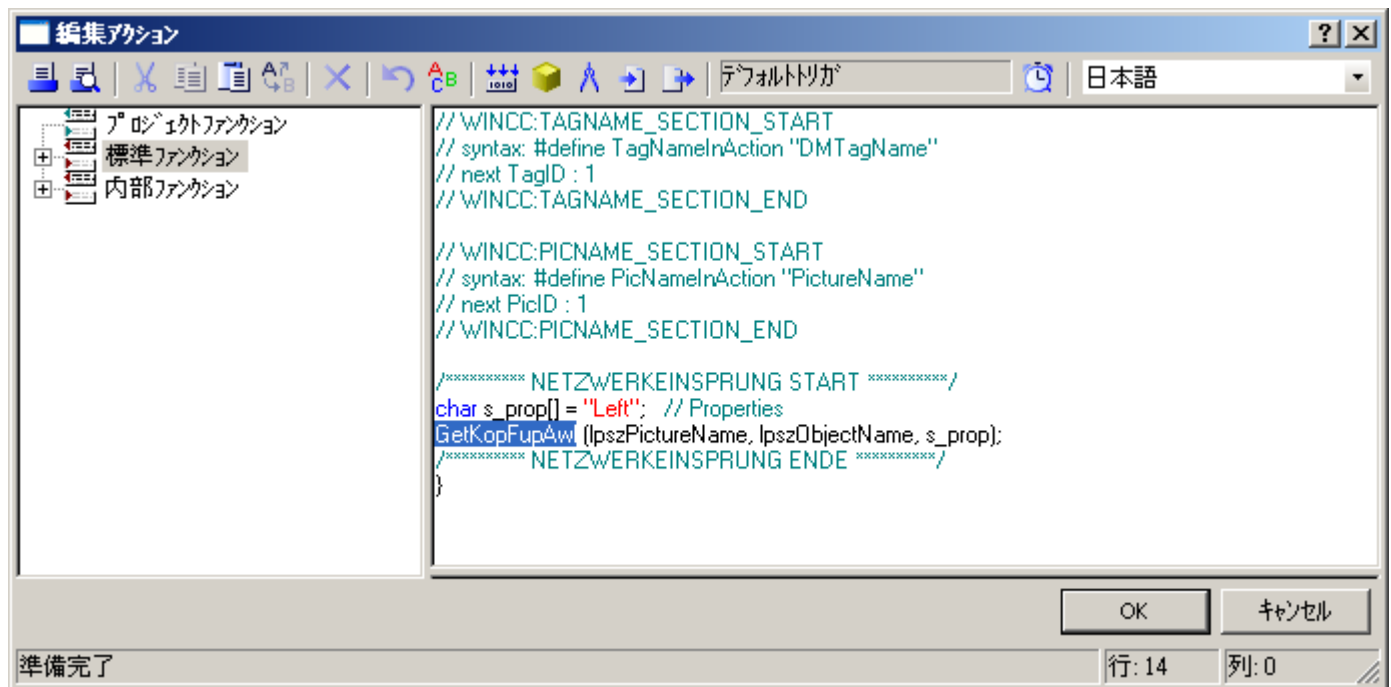 編集ｱｸｼｮﾝ
ﾃﾞﾌｫﾙﾄﾄﾘｶﾞ
日本語
ﾌﾟﾛｼﾞｪｸﾄﾌｧﾝｸｼｮﾝ
標準ﾌｧﾝｸｼｮﾝ
内部ﾌｧﾝｸｼｮﾝ
// WINCC:TAGNAME_SECTION_START
// syntax: #define TagNameInAction "DMTagName"
// next TagID : 1
// WINCC:TAGNAME_SECTION_END
// WINCC:PICNAME_SECTION_START
// syntax: #define PicNameInAction "PictureName"
// next PicID : 1
// WINCC:PICNAME_SECTION_END
/********** NETZWERKEINSPRUNG START **********/
char s_prop[] = "Left";   // Properties
GetKopFupAwl (lpszPictureName, lpszObjectName, s_prop);
/********** NETZWERKEINSPRUNG ENDE **********/
}
OK
ｷｬﾝｾﾙ
準備完了
行: 14
列: 0